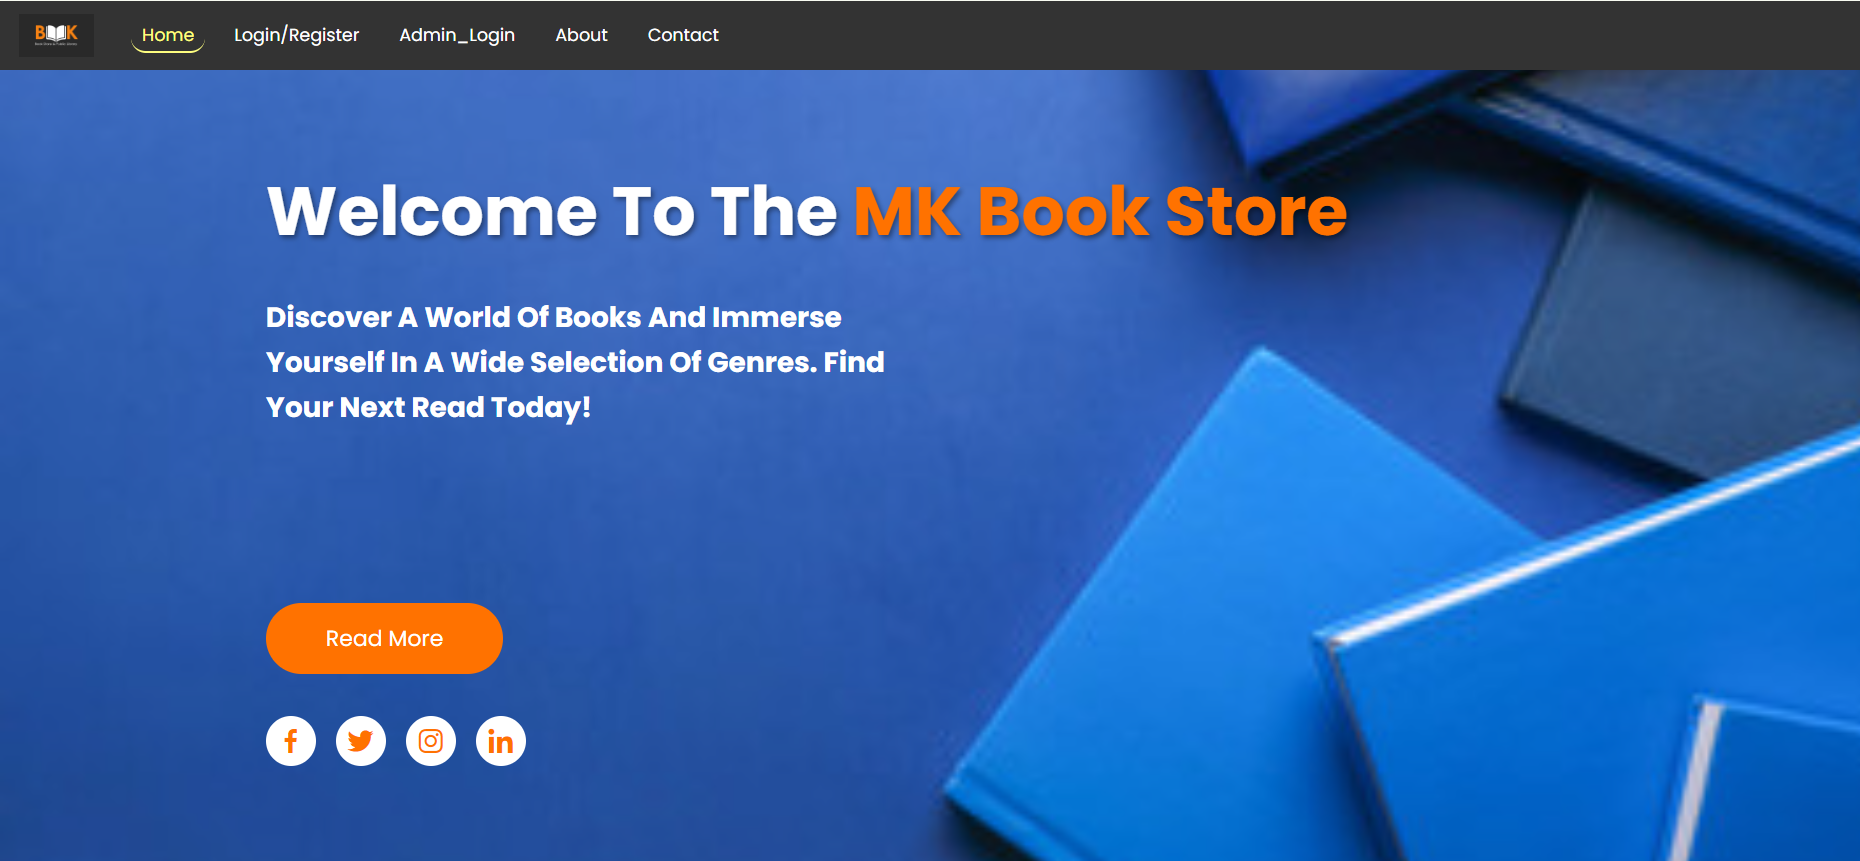 BOOK
Home
Login/Register
Admin_Login
About
Contact
Welcome To The MK Book Store
Discover A World Of Books And Immerse
Yourself In A Wide Selection Of Genres. Find
Your Next Read Today!
Read More